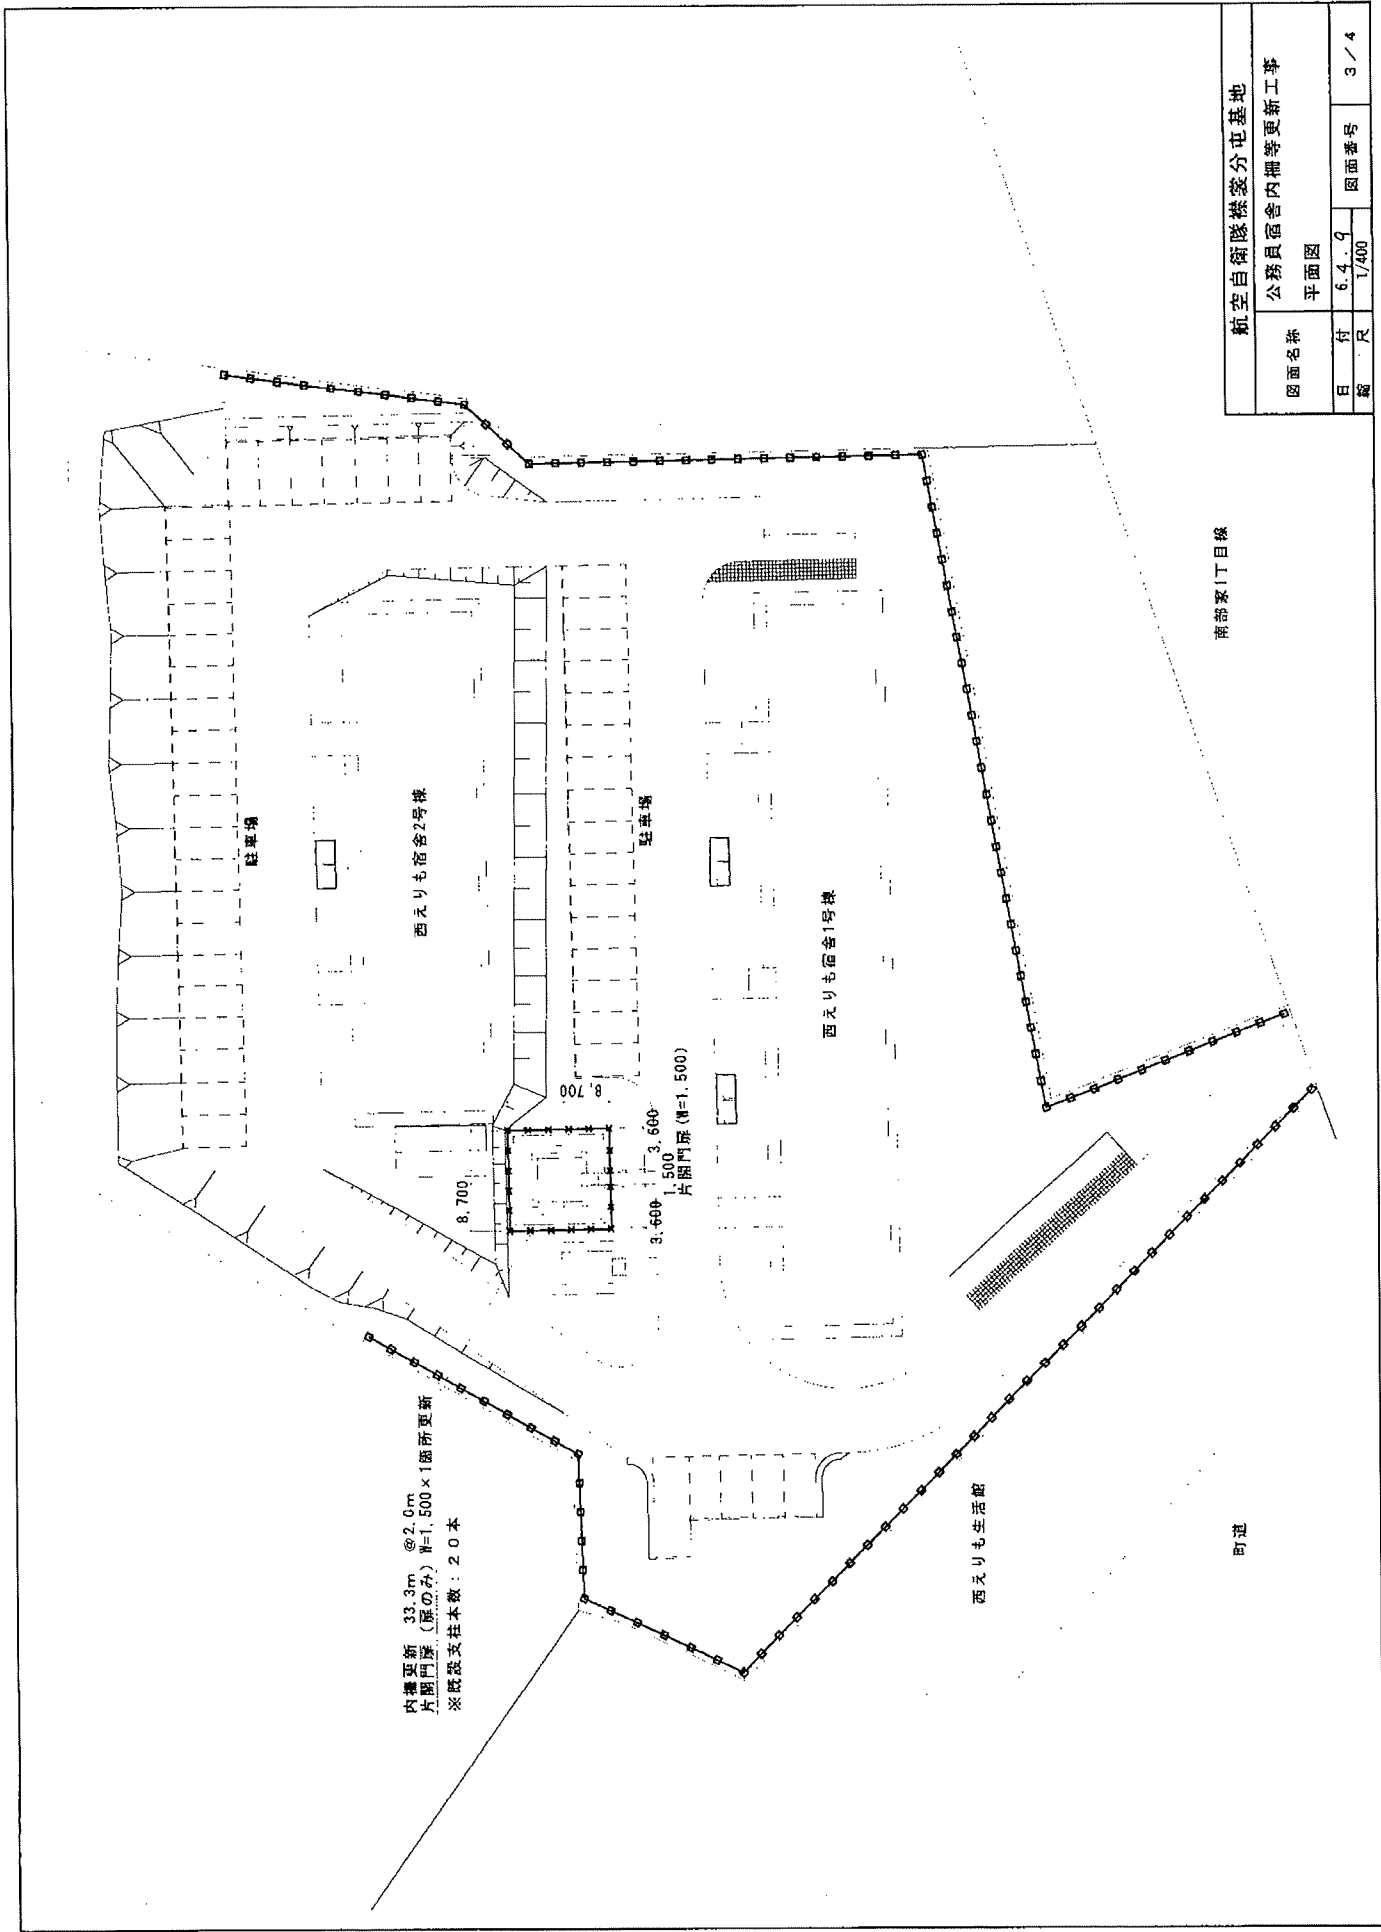 内柵更新 33.3m @2.0m
片開門扉(扉のみ) W=1,500×1箇所更新
※既設支柱本数:20本
駐車場
西えりも宿舎2号棟
8,700
8,700
駐車場
3,600
1,500
3,600
片開門扉(W=1,500)
西えりも宿舎1号棟
西えりも生活館
町道
南部家1丁目線
航空自衛隊襟裳分屯基地
図面名称
公務員宿舎内柵等更新工事
平面図
日付
6.4.9
図面番号
3/4
縮尺
1/400